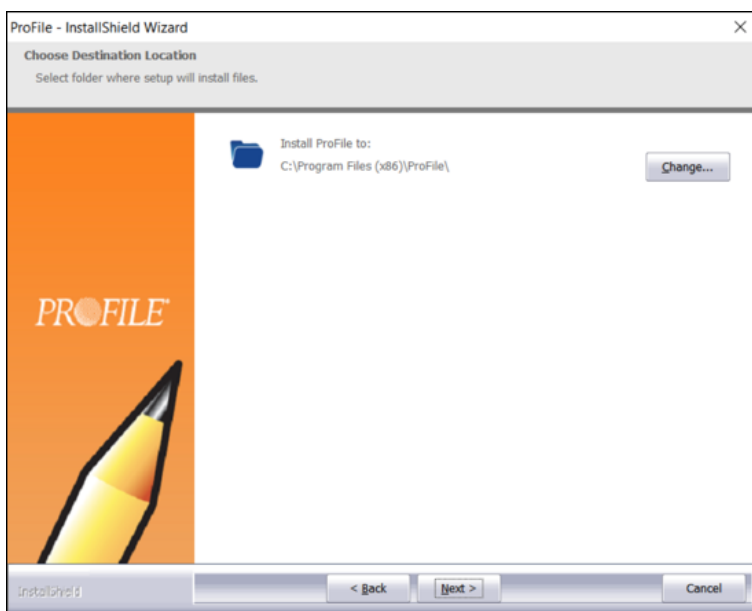 ProFile - InstallShield Wizard
Choose Destination Location
Select folder where setup will install files.
Install ProFile to:
C:\Program Files (x86)\ProFile\
Change...
PROFILE™
InstallShield
< Back
Next >
Cancel